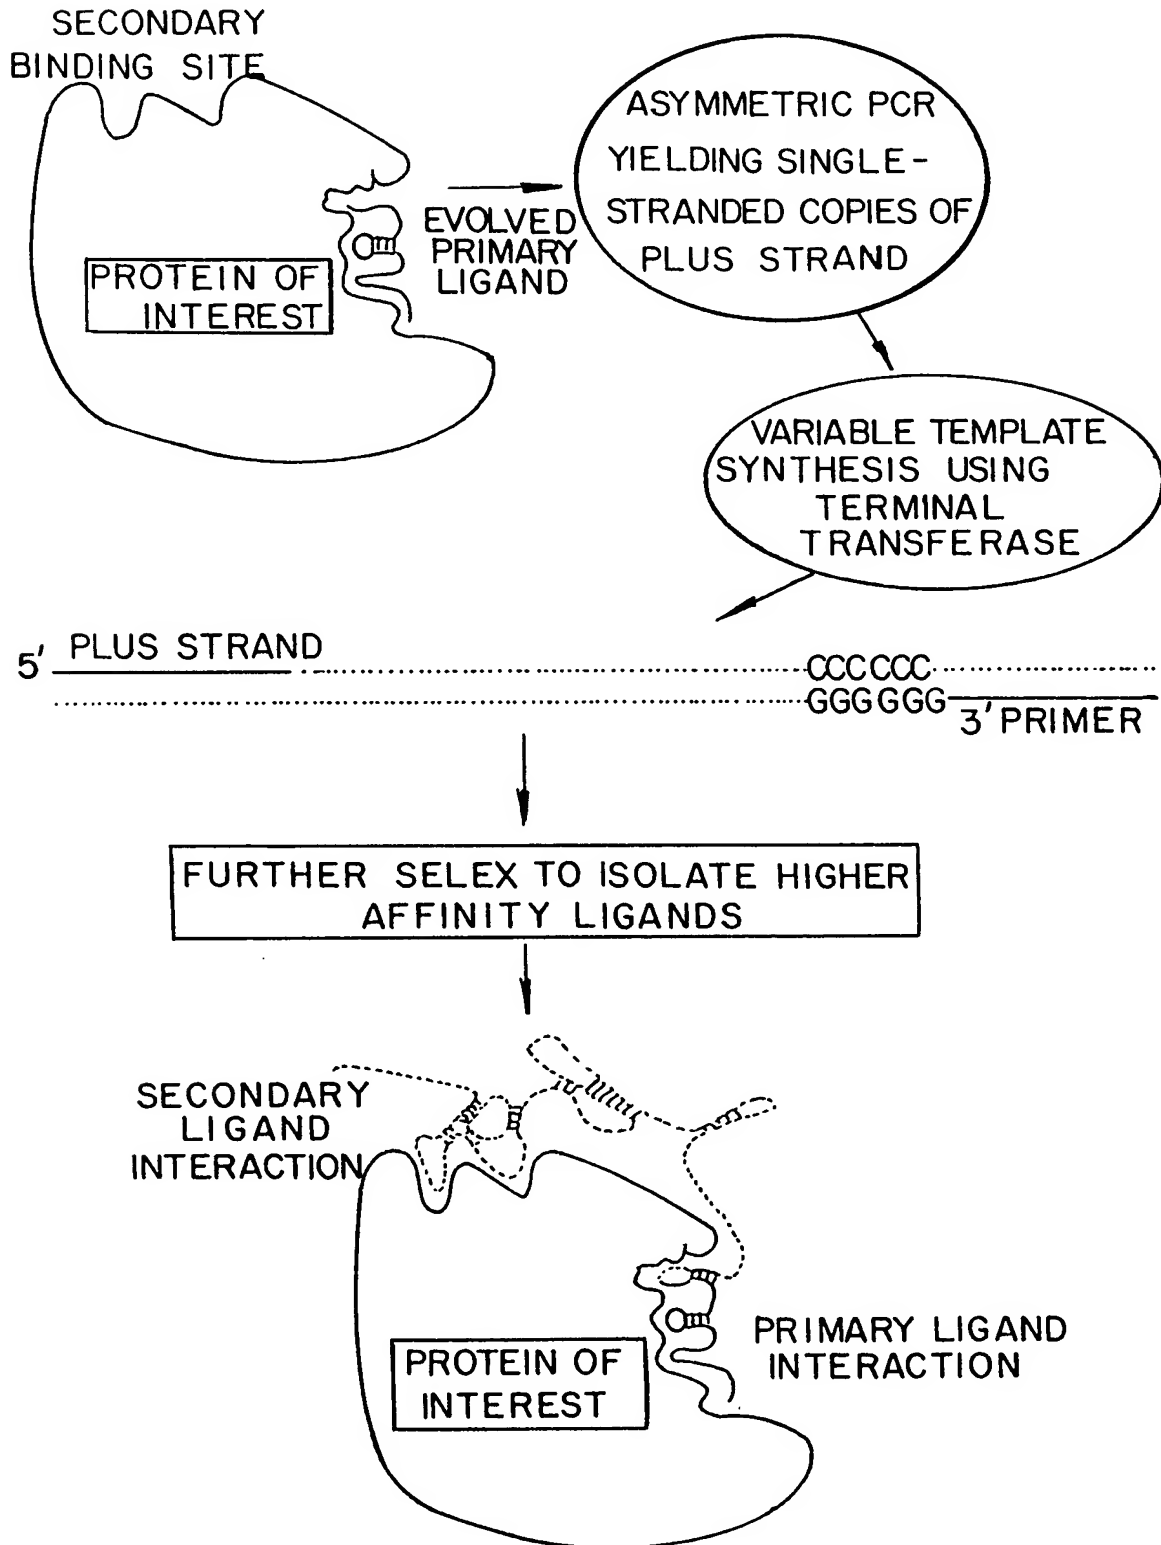 SECONDARY
BINDING SITE
PROTEIN OF
INTEREST
EVOLVED
PRIMARY
LIGAND
ASYMMETRIC PCR
YIELDING SINGLE-
STRANDED COPIES OF
PLUS STRAND
VARIABLE TEMPLATE
SYNTHESIS USING
TERMINAL
TRANSFERASE
5' PLUS STRAND
CCCCCC
GGGGGG
3' PRIMER
FURTHER SELEX TO ISOLATE HIGHER
AFFINITY LIGANDS
SECONDARY
LIGAND
INTERACTION
PROTEIN OF
INTEREST
PRIMARY LIGAND
INTERACTION